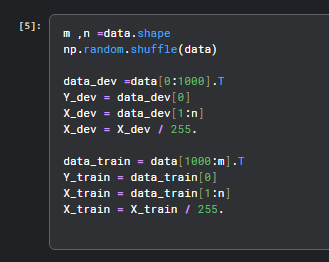 [5]:
m ,n =data.shape
np.random.shuffle(data)
data_dev =data[0:1000].T
Y_dev = data_dev[0]
X_dev = data_dev[1:n]
X_dev = X_dev / 255.
data_train = data[1000:m].T
Y_train = data_train[0]
X_train = data_train[1:n]
X_train = X_train / 255.